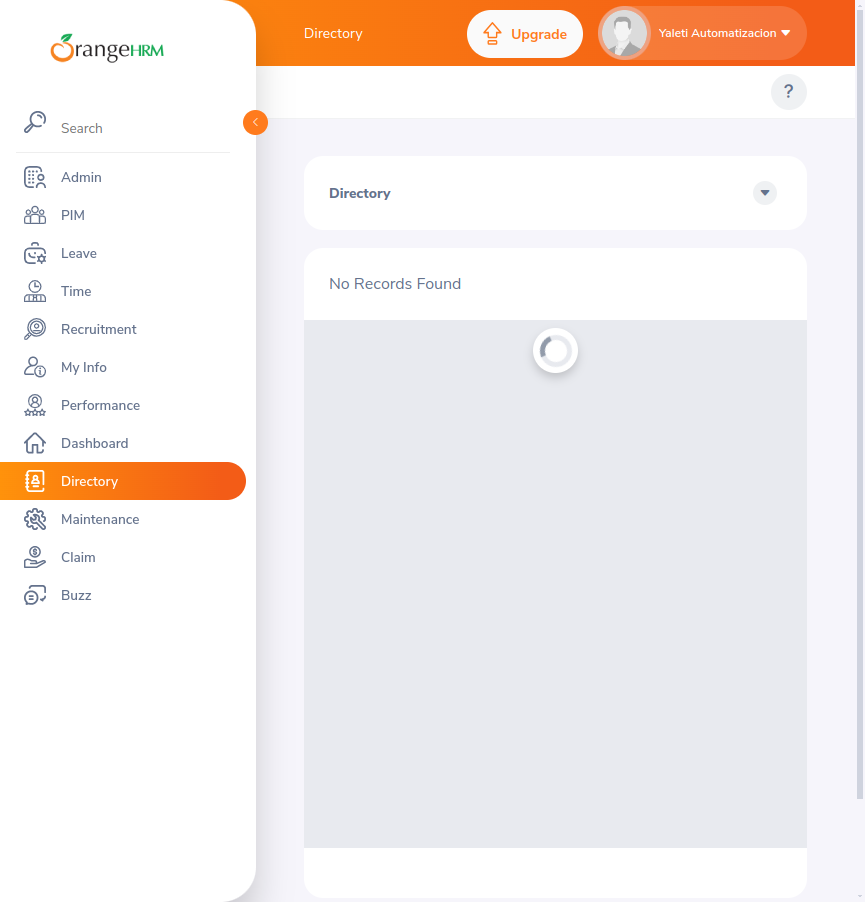 OrangeHRM
Directory
Upgrade
Yaleti Automatizacion
?
Search
Admin
PIM
Leave
Time
Recruitment
My Info
Performance
Dashboard
Directory
Maintenance
Claim
Buzz
Directory
No Records Found